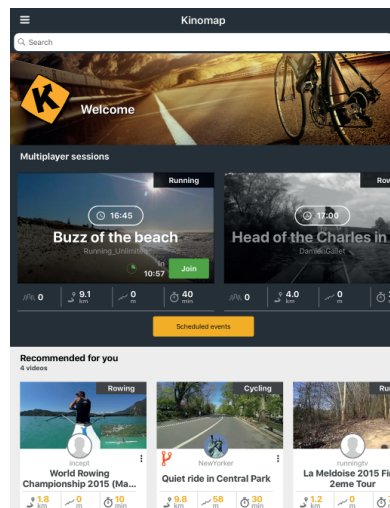 Kinomap
Search
Welcome
Multiplayer sessions
Running
16:45
Buzz of the beach
Running_Unlimited
in
10:57
Join
0
9.1
km
0
m
40
min
17:00
Head of the Charles in
DamienGallet
0
4.0
km
0
m
Scheduled events
Recommended for you
4 videos
Rowing
incept
World Rowing
Championship 2015 (Ma...
1.8
km
0
m
10
min
Cycling
NewYorker
Quiet ride in Central Park
9.8
km
58
m
30
min
runningtv
La Meldoise 2015 Fi
2eme Tour
1.2
km
0
m